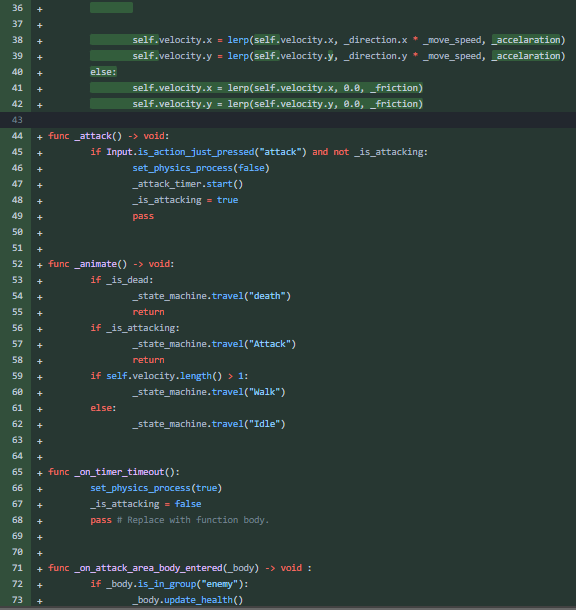 36 +
37 +
38 + self.velocity.x = lerp(self.velocity.x, _direction.x * _move_speed, _accelaration)
39 + self.velocity.y = lerp(self.velocity.y, _direction.y * _move_speed, _accelaration)
40 + else:
41 + self.velocity.x = lerp(self.velocity.x, 0.0, _friction)
42 + self.velocity.y = lerp(self.velocity.y, 0.0, _friction)
43
44 + func _attack() -> void:
45 + if Input.is_action_just_pressed("attack") and not _is_attacking:
46 + set_physics_process(false)
47 + _attack_timer.start()
48 + _is_attacking = true
49 + pass
50 +
51 +
52 + func _animate() -> void:
53 + if _is_dead:
54 + _state_machine.travel("death")
55 + return
56 + if _is_attacking:
57 + _state_machine.travel("Attack")
58 + return
59 + if self.velocity.length() > 1:
60 + _state_machine.travel("Walk")
61 + else:
62 + _state_machine.travel("Idle")
63 +
64 +
65 + func _on_timer_timeout():
66 + set_physics_process(true)
67 + _is_attacking = false
68 + pass # Replace with function body.
69 +
70 +
71 + func _on_attack_area_body_entered(_body) -> void :
72 + if _body.is_in_group("enemy"):
73 + _body.update_health()